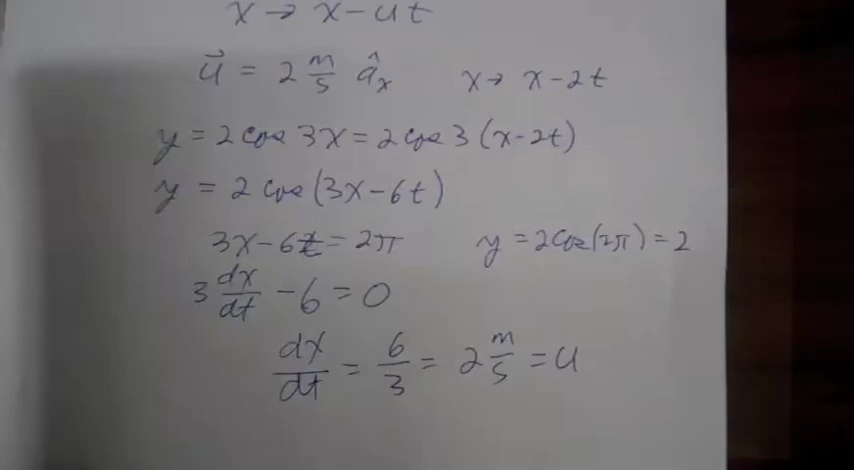 x → x - ut
u⃗ = 2 m/s âₓ x → x - 2t
y = 2 cos 3x = 2 cos 3 (x - 2t)
y = 2 cos (3x - 6t)
3x - 6t = 2π y = 2 cos (2π) = 2
3 dx/dt - 6 = 0
dx/dt = 6/3 = 2 m/s = u